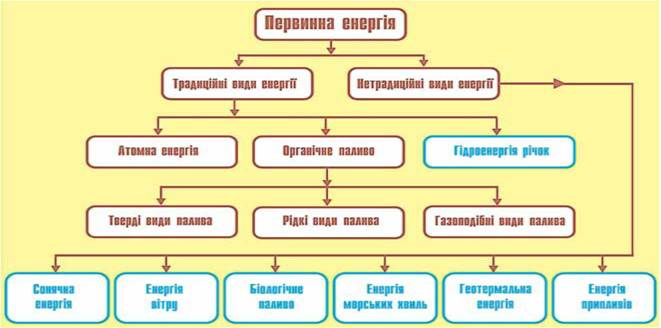 Первинна енергія
Традиційні види енергії
Нетрадиційні види енергії
Атомна енергія
Органічне паливо
Гідроенергія річок
Тверді види палива
Рідкі види палива
Газоподібні види палива
Сонячна
енергія
Енергія
вітру
Біологічне
паливо
Енергія
морських хвиль
Геотермальна
енергія
Енергія
припливів